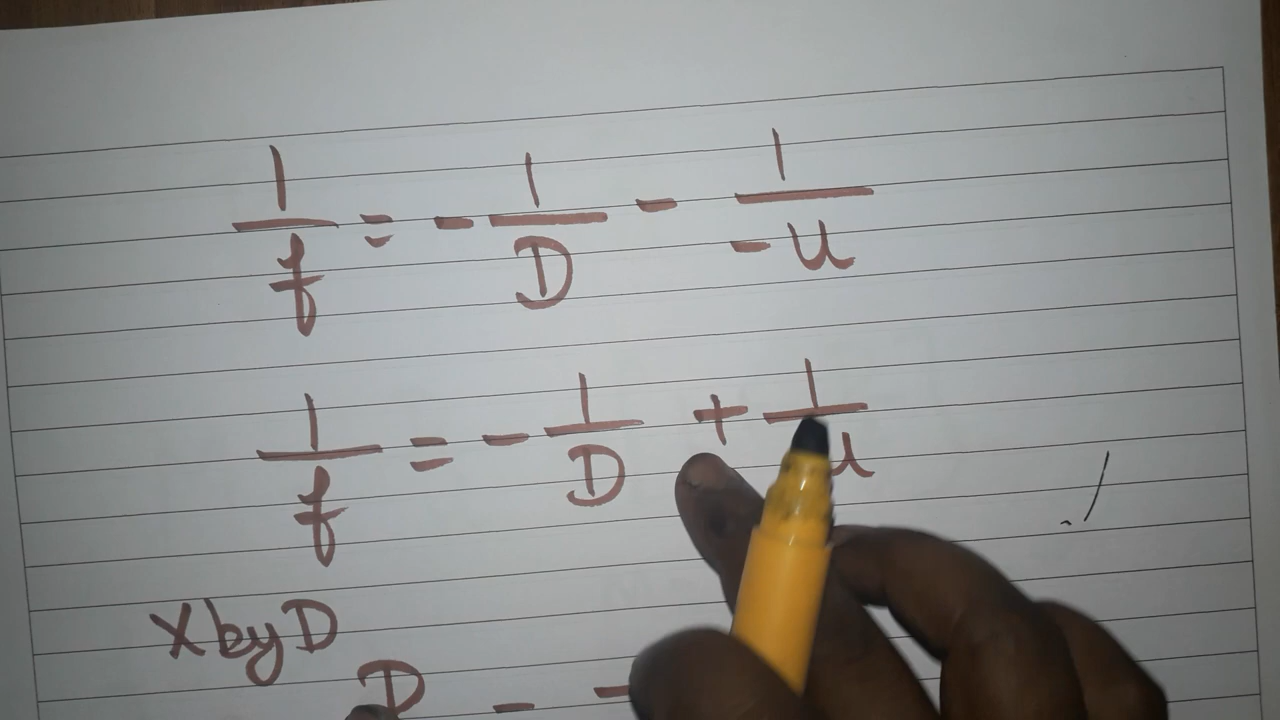 1/f = - 1/D - 1/-u
1/f = - 1/D + 1/u
X by D
D = -